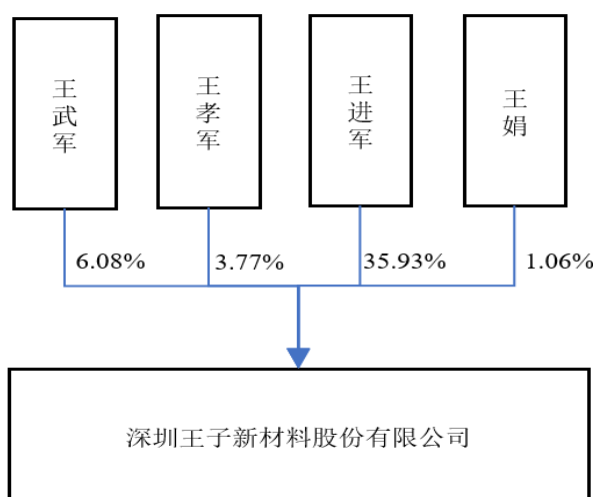 王武军
王孝军
王进军
王娟
6.08%
3.77%
35.93%
1.06%
深圳王子新材料股份有限公司